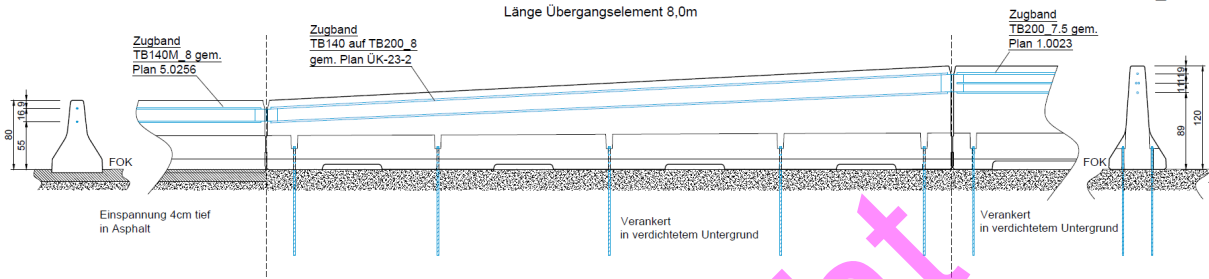 Länge Übergangselement 8,0m
Zugband
TB140M_8 gem.
Plan 5.0256
Zugband
TB140 auf TB200_8
gem. Plan ÜK-23-2
Zugband
TB200_7.5 gem.
Plan 1.0023
80
16,9
55
FOK
FOK
1119
11
89
120
Einspannung 4cm tief
in Asphalt
Verankert
in verdichtetem Untergrund
Verankert
in verdichtetem Untergrund